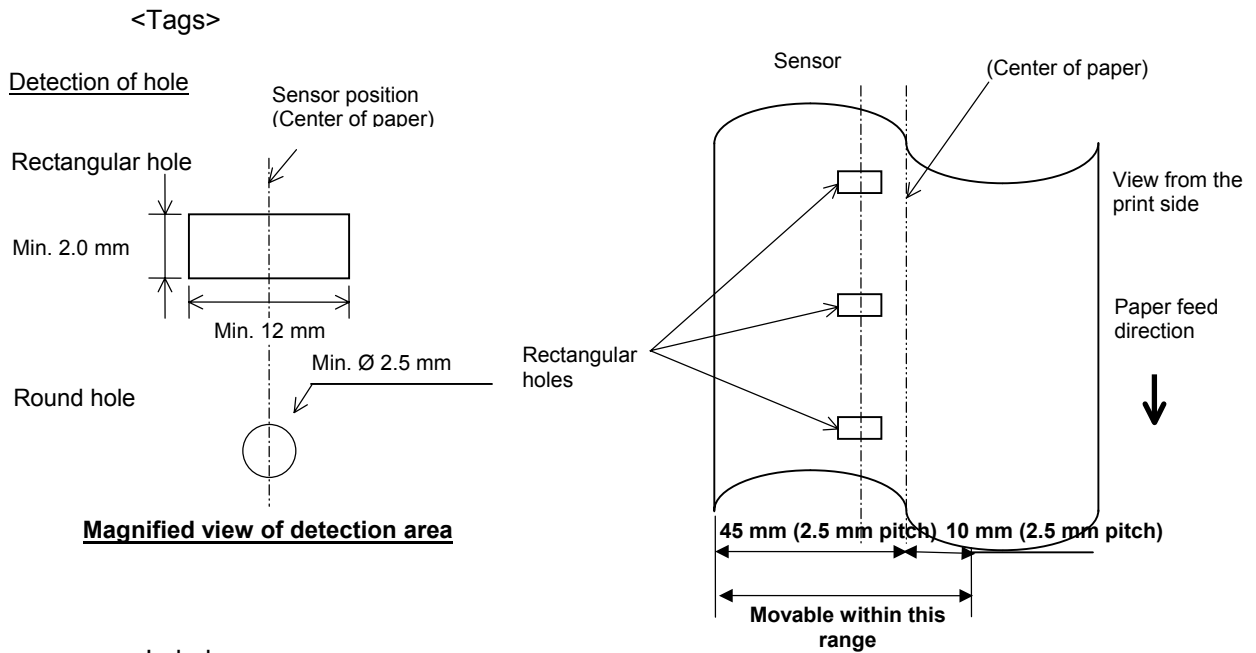 <Tags>
Detection of hole
Sensor position
(Center of paper)
Rectangular hole
Min. 2.0 mm
Min. 12 mm
Min. Ø 2.5 mm
Round hole
Magnified view of detection area
Sensor
(Center of paper)
View from the
print side
Paper feed
direction
Rectangular
holes
45 mm (2.5 mm pitch)
10 mm (2.5 mm pitch)
Movable within this
range